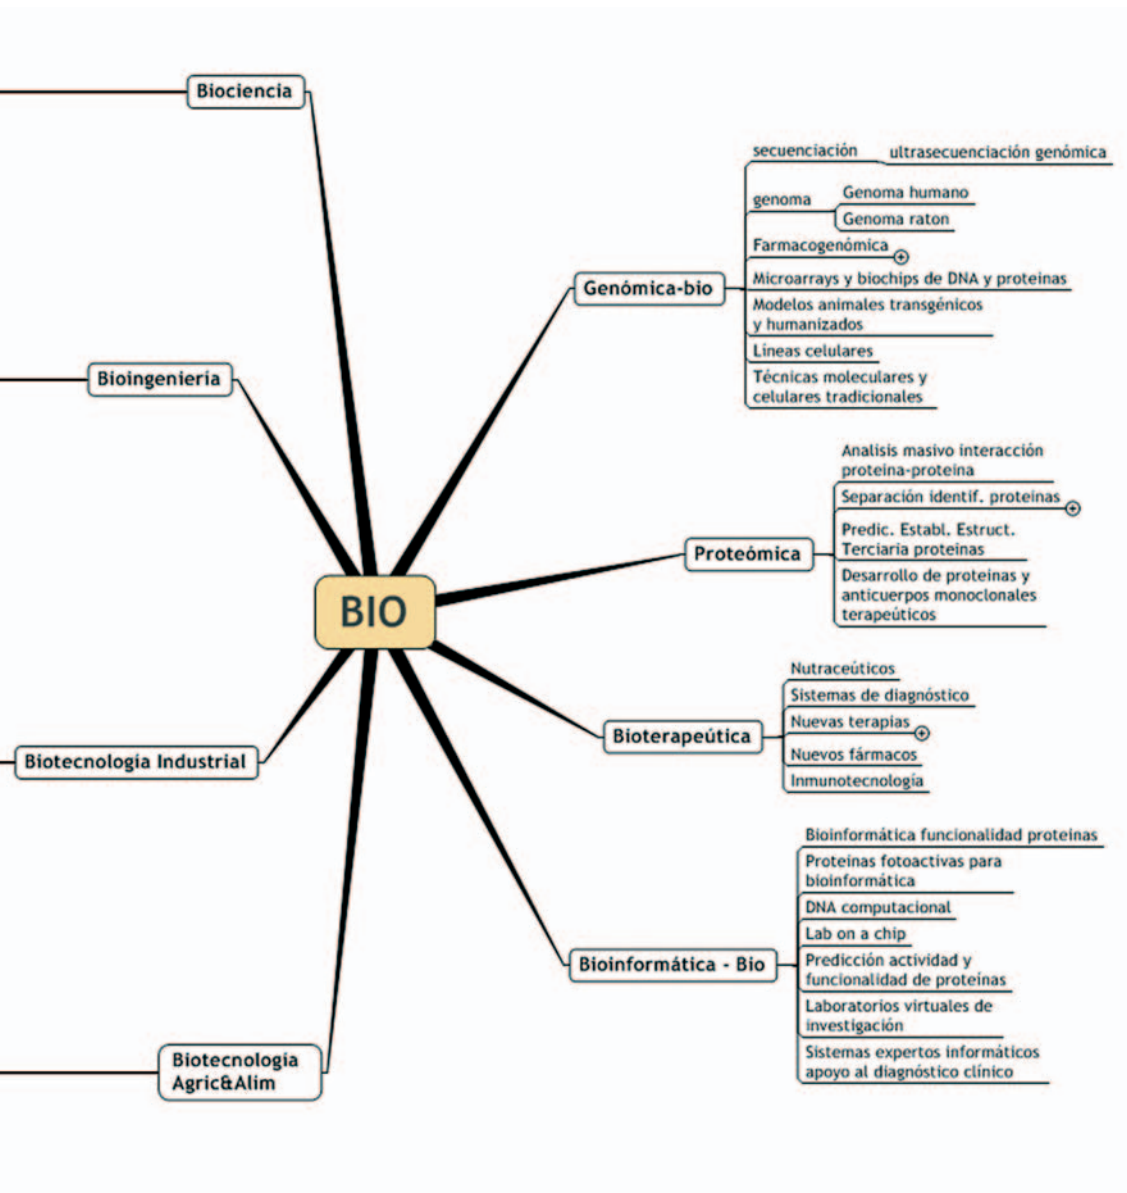 Biociencia
Bioingeniería
BIO
Biotecnología Industrial
Biotecnología
Agric&Alim
Genómica-bio
secuenciación
ultrasecuenciación genómica
genoma
Genoma humano
Genoma raton
Farmacogenómica
Microarrays y biochips de DNA y proteinas
Modelos animales transgénicos
y humanizados
Líneas celulares
Técnicas moleculares y
celulares tradicionales
Proteómica
Analisis masivo interacción
proteina-proteina
Separación identif. proteinas
Predic. Establ. Estruct.
Terciaria proteinas
Desarrollo de proteinas y
anticuerpos monoclonales
terapeúticos
Bioterapeútica
Nutraceúticos
Sistemas de diagnóstico
Nuevas terapias
Nuevos fármacos
Inmunotecnología
Bioinformática - Bio
Bioinformática funcionalidad proteinas
Proteinas fotoactivas para
bioinformática
DNA computacional
Lab on a chip
Predicción actividad y
funcionalidad de proteínas
Laboratorios virtuales de
investigación
Sistemas expertos informáticos
apoyo al diagnóstico clínico